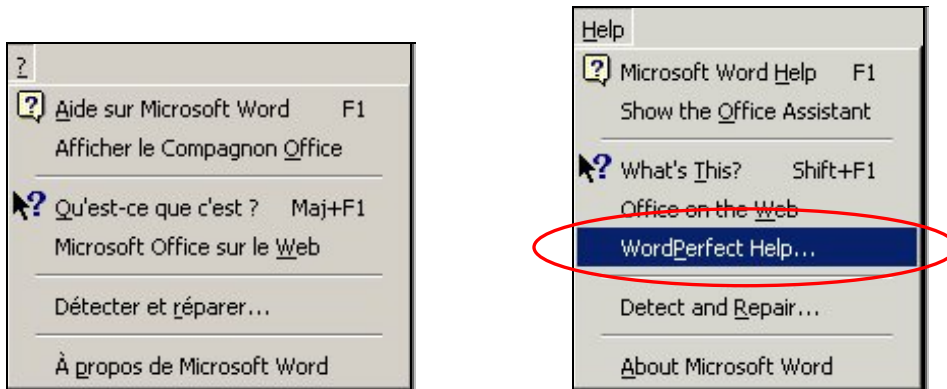 ?
Aide sur Microsoft Word F1
Afficher le Compagnon Office
Qu'est-ce que c'est ? Maj+F1
Microsoft Office sur le Web
Détecter et réparer...
À propos de Microsoft Word
Help
Microsoft Word Help F1
Show the Office Assistant
What's This? Shift+F1
Office on the Web
WordPerfect Help...
Detect and Repair...
About Microsoft Word